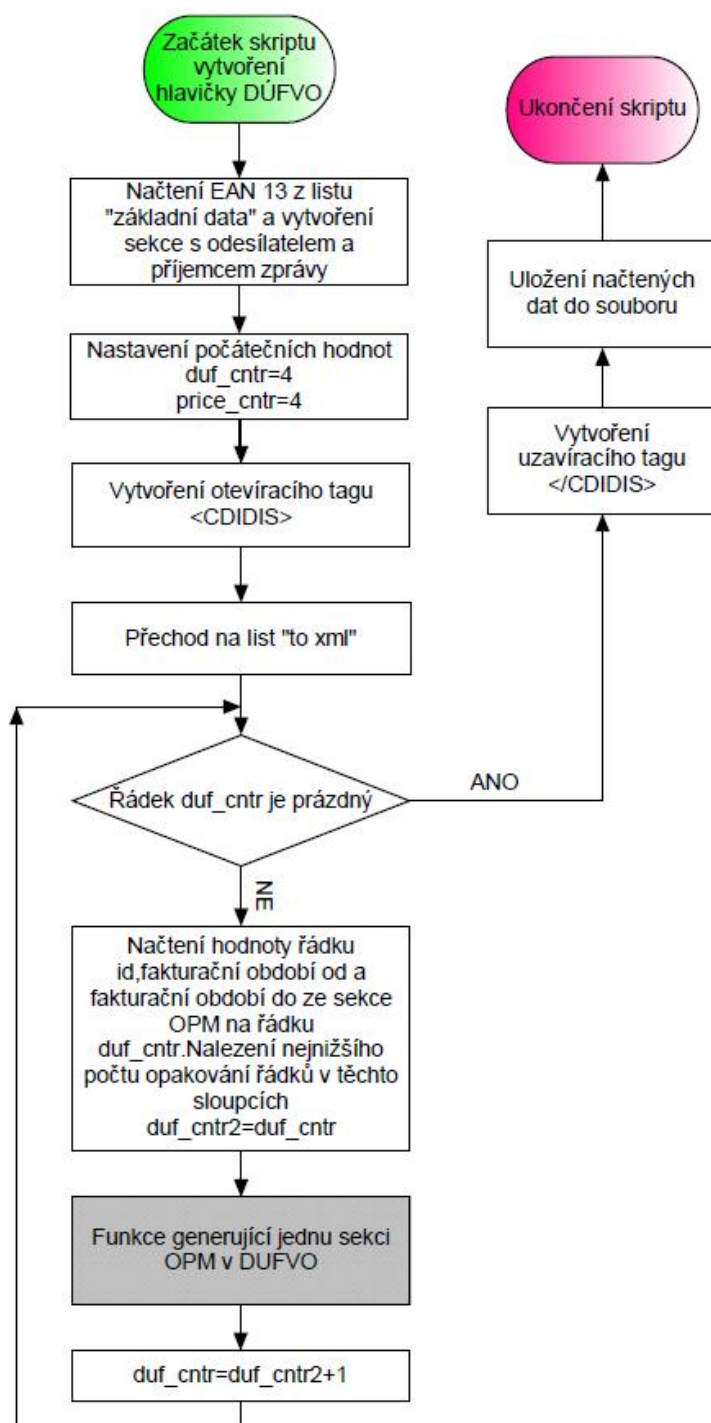 Začátek skriptu
vytvoření
hlavičky DÚFVO
Načtení EAN 13 z listu
"základní data" a vytvoření
sekce s odesílatelem a
příjemcem zprávy
Nastavení počátečních hodnot
duf_cntr=4
price_cntr=4
Vytvoření otevíracího tagu
<CDIDIS>
Přechod na list "to xml"
Řádek duf_cntr je prázdný
ANO
NE
Načtení hodnoty řádku
id,fakturační období od a
fakturační období do ze sekce
OPM na řádku
duf_cntr.Nalezení nejnižšího
počtu opakování řádků v těchto
sloupcích
duf_cntr2=duf_cntr
Funkce generující jednu sekci
OPM v DUFVO
duf_cntr=duf_cntr2+1
Vytvoření
uzavíracího tagu
</CDIDIS>
Uložení načtených
dat do souboru
Ukončení skriptu